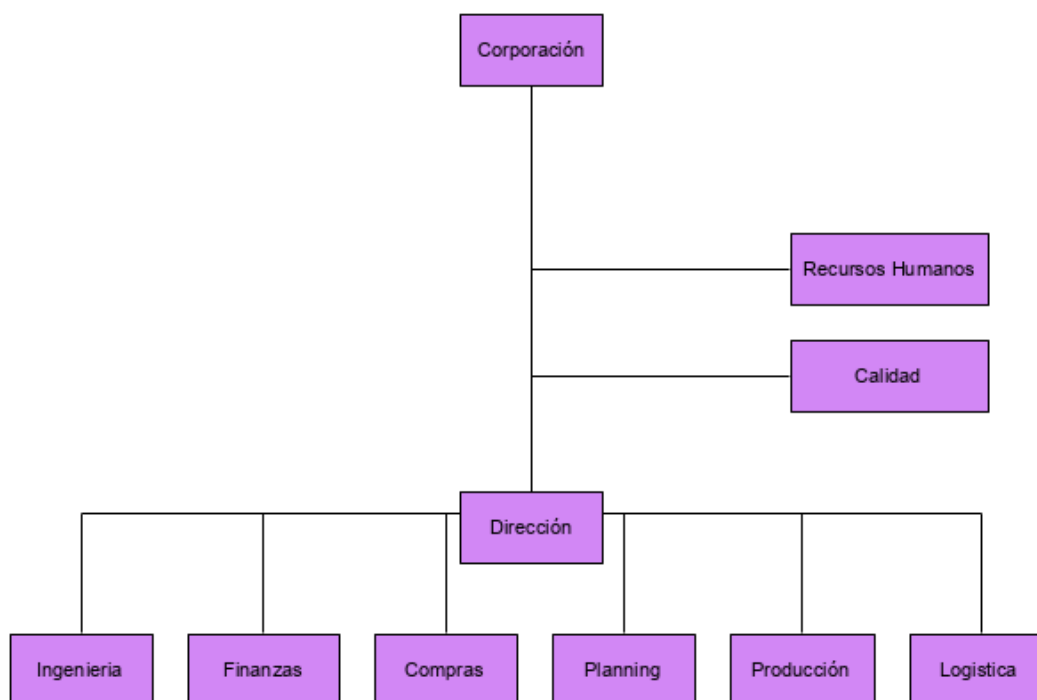 Corporación
Recursos Humanos
Calidad
Dirección
Ingenieria
Finanzas
Compras
Planning
Producción
Logistica